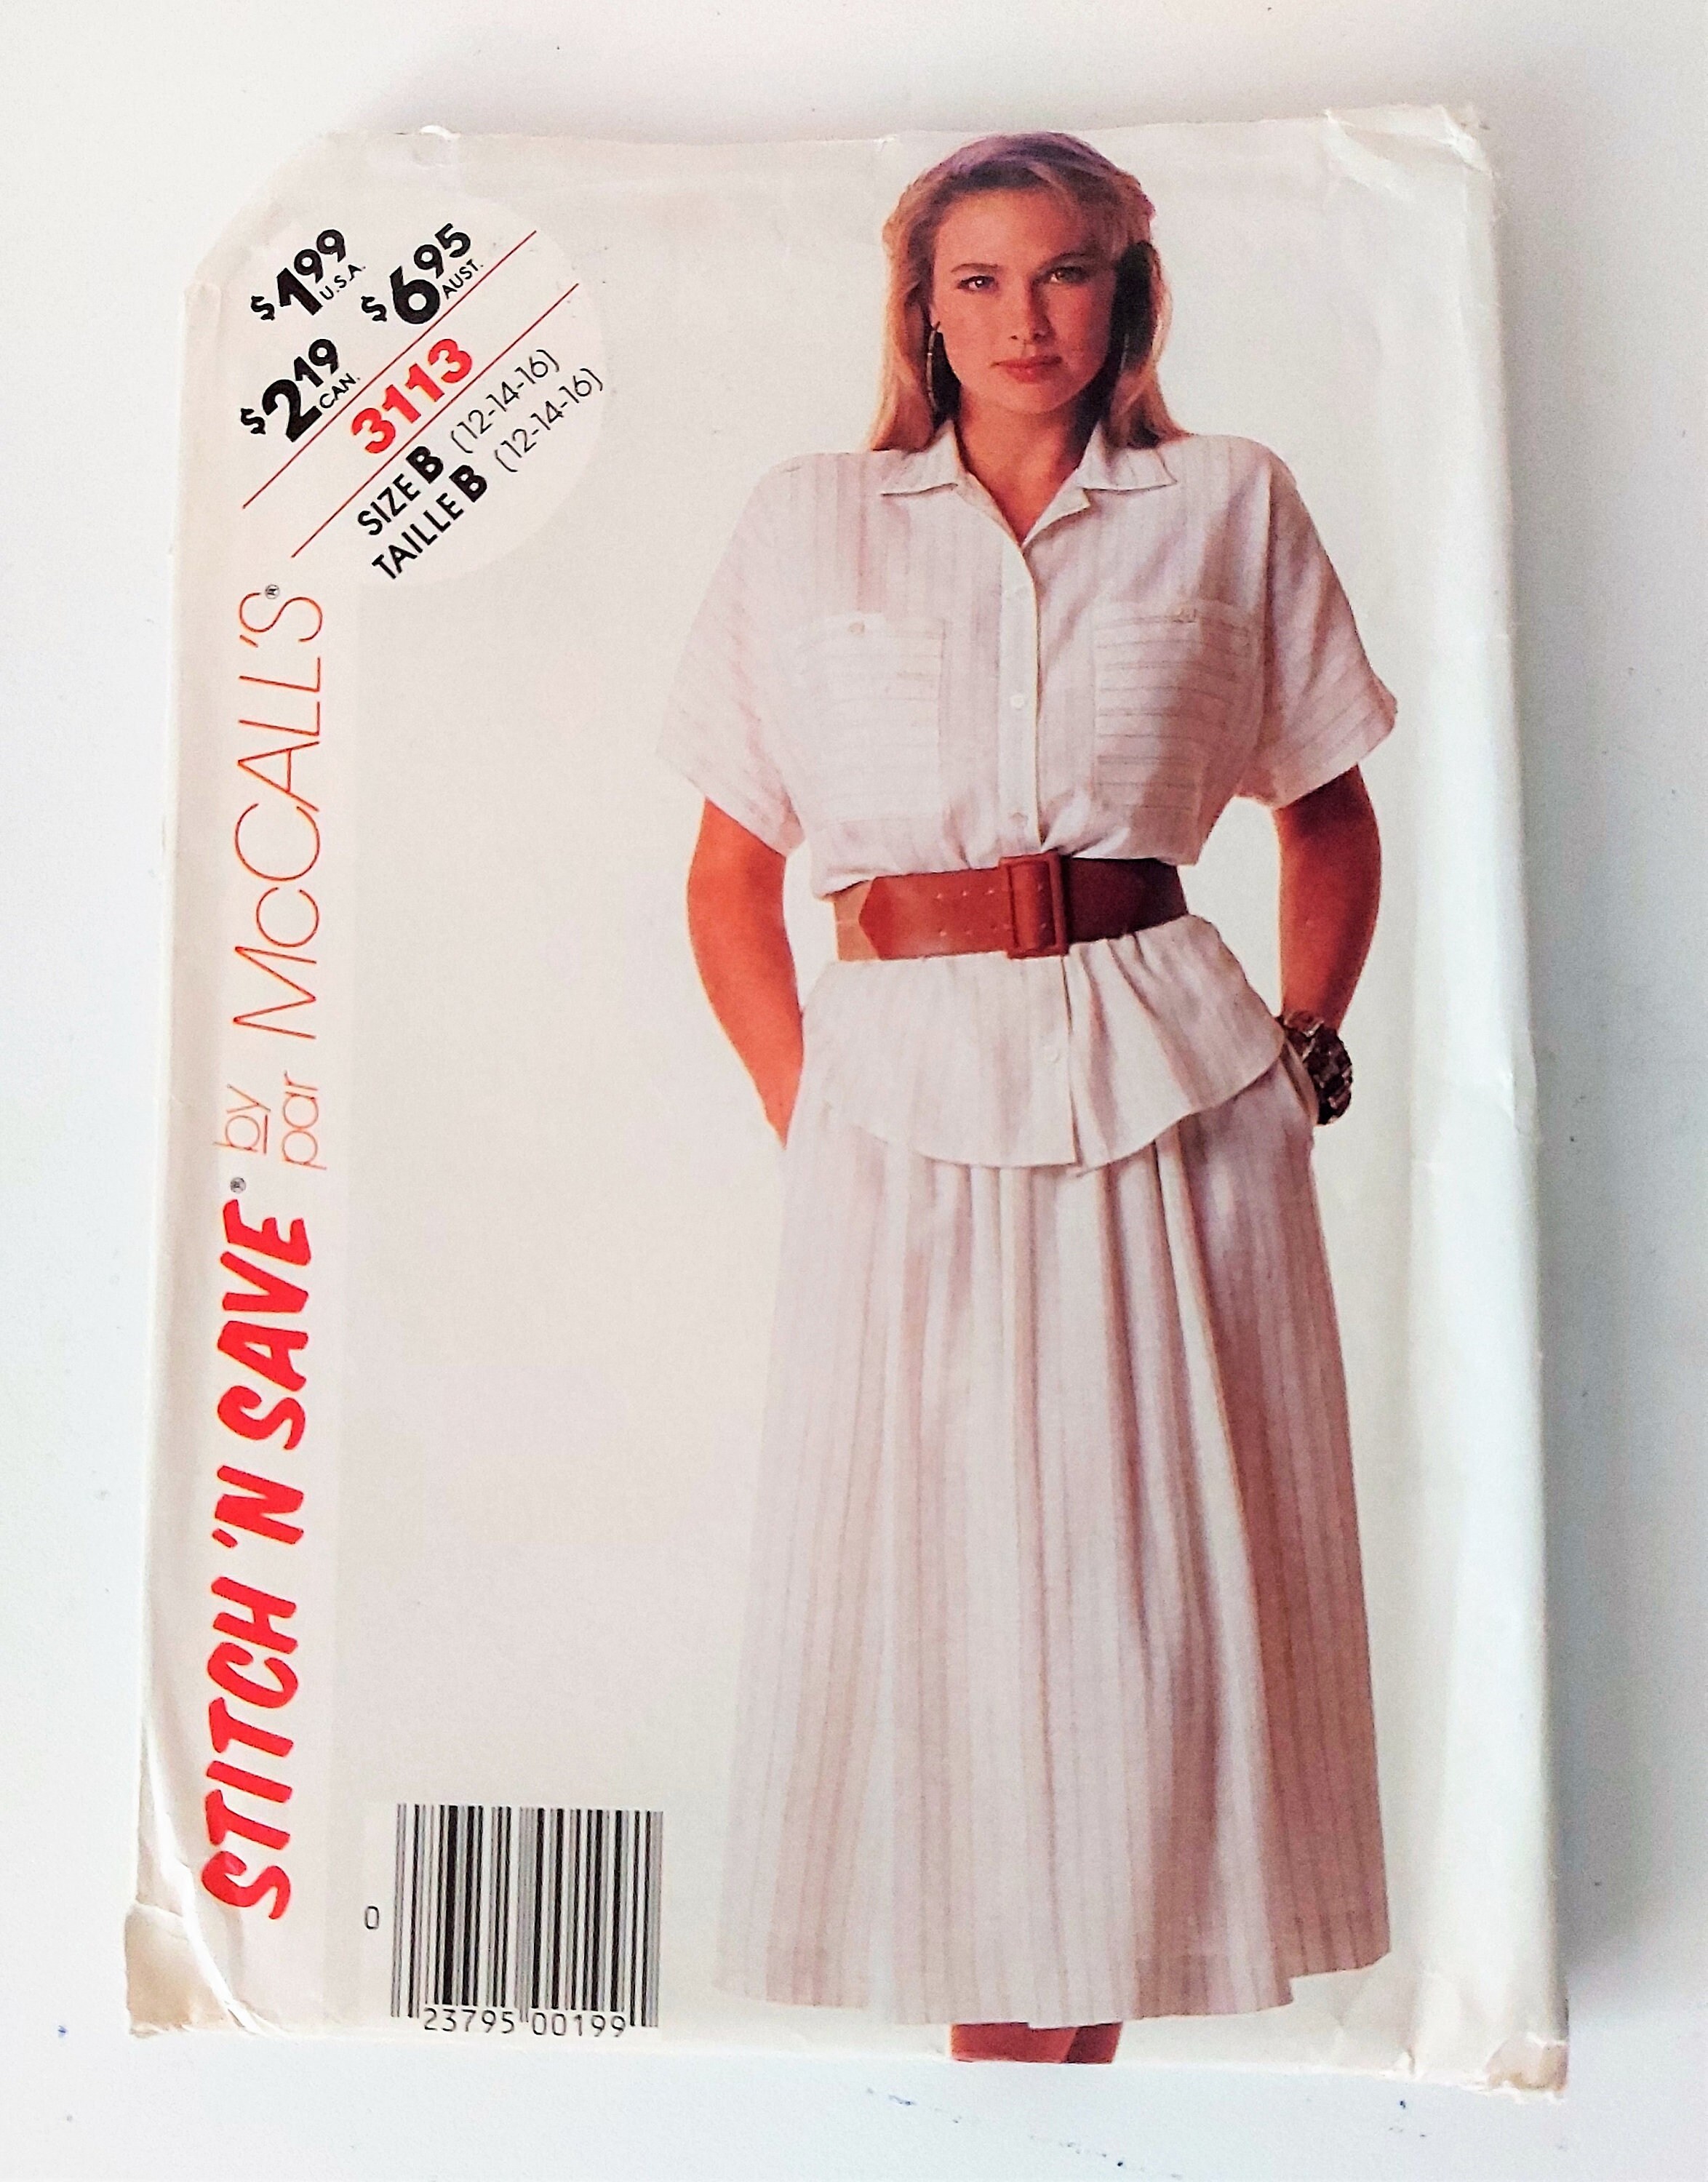 $1.99 U.S.A.
$6.95 AUST.
$2.19 CAN.
3113
SIZE B (12-14-16)
TAILLE B (12-14-16)
STITCH 'N SAVE® by par McCALL'S®
0 23795 00199